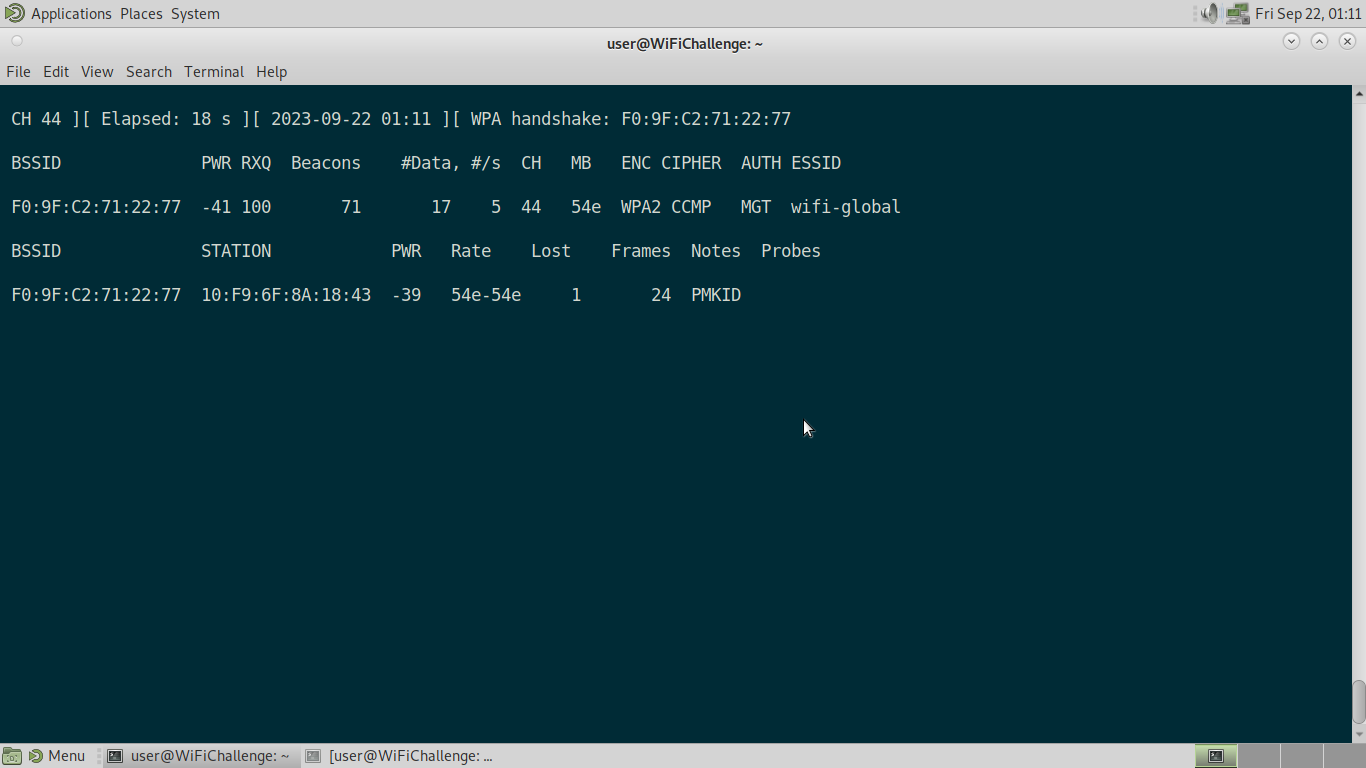 Applications Places System Fri Sep 22, 01:11
user@WiFiChallenge: ~
File Edit View Search Terminal Help
CH 44 ][ Elapsed: 18 s ][ 2023-09-22 01:11 ][ WPA handshake: F0:9F:C2:71:22:77
BSSID PWR RXQ Beacons #Data, #/s CH MB ENC CIPHER AUTH ESSID
F0:9F:C2:71:22:77 -41 100 71 17 5 44 54e WPA2 CCMP MGT wifi-global
BSSID STATION PWR Rate Lost Frames Notes Probes
F0:9F:C2:71:22:77 10:F9:6F:8A:18:43 -39 54e-54e 1 24 PMKID
Menu user@WiFiChallenge: ~ [user@WiFiChallenge: ...